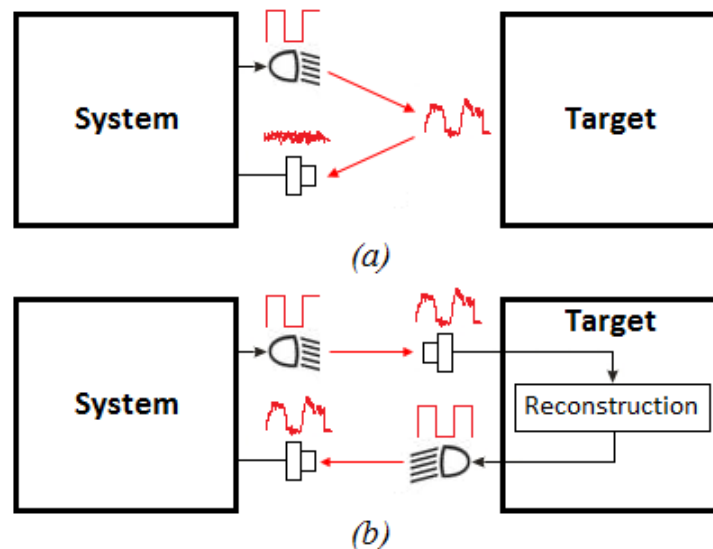 System
Target
(a)
Target
System
Reconstruction
(b)